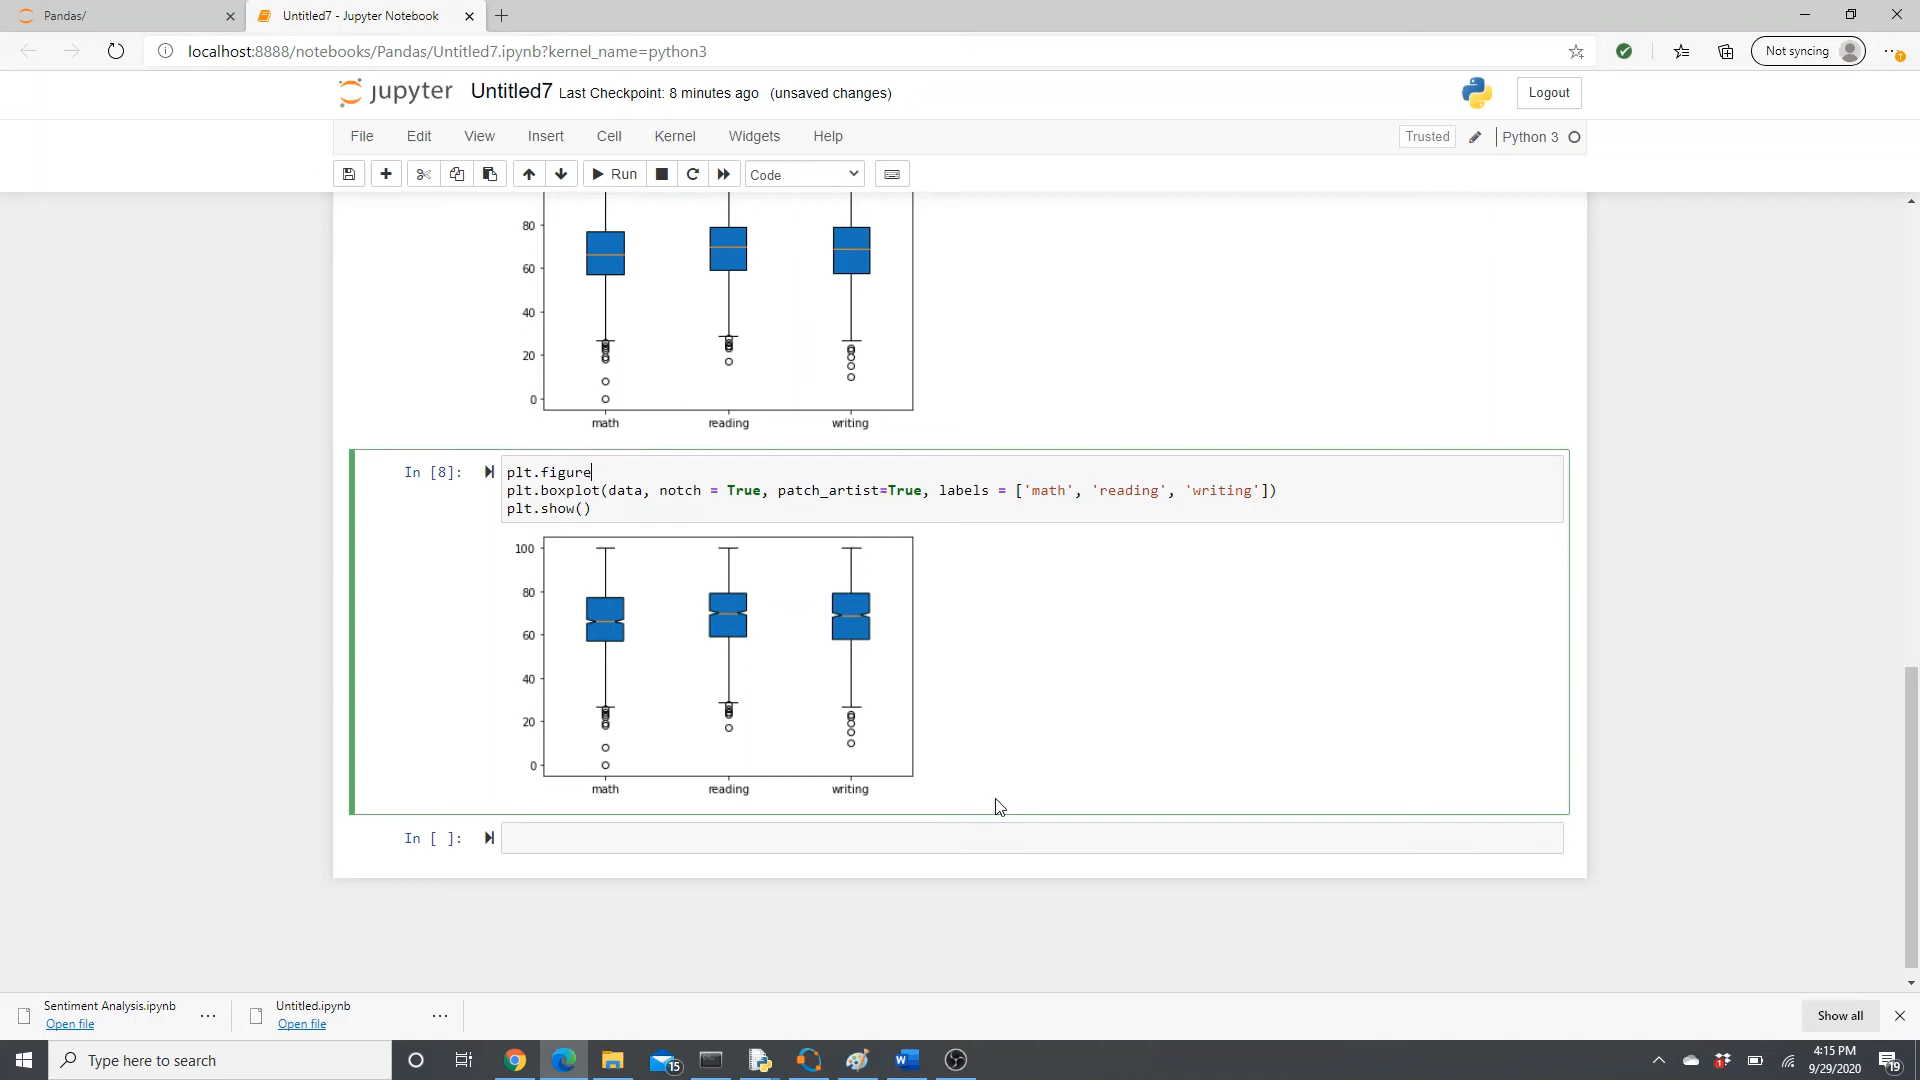 Pandas/
Untitled7 - Jupyter Notebook
localhost:8888/notebooks/Pandas/Untitled7.ipynb?kernel_name=python3
Not syncing
jupyter Untitled7 Last Checkpoint: 8 minutes ago (unsaved changes)
Logout
File Edit View Insert Cell Kernel Widgets Help
Trusted Python 3
Run Code
80
60
40
20
0
math reading writing
In [8]:
plt.figure
plt.boxplot(data, notch = True, patch_artist=True, labels = ['math', 'reading', 'writing'])
plt.show()
100
80
60
40
20
0
math reading writing
In [ ]:
Sentiment Analysis.ipynb
Open file
Untitled.ipynb
Open file
Show all
Type here to search
15
4:15 PM
9/29/2020
19